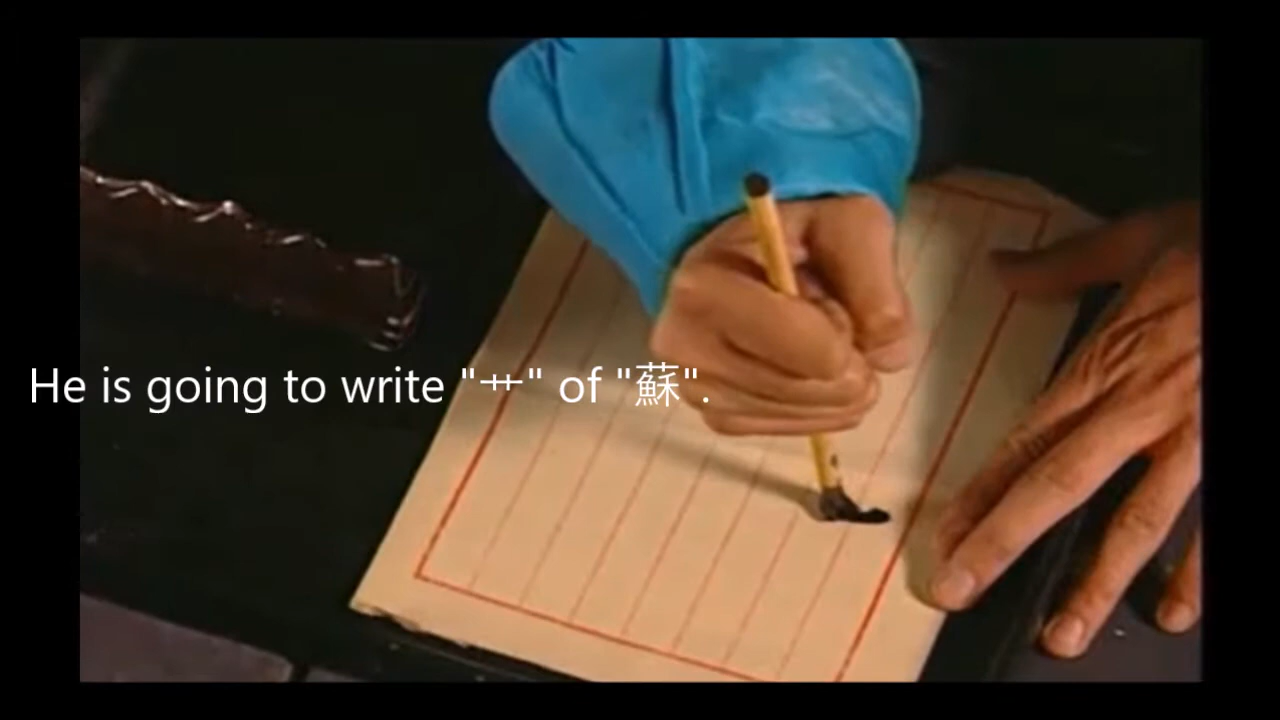 He is going to write "艹" of "蘇".